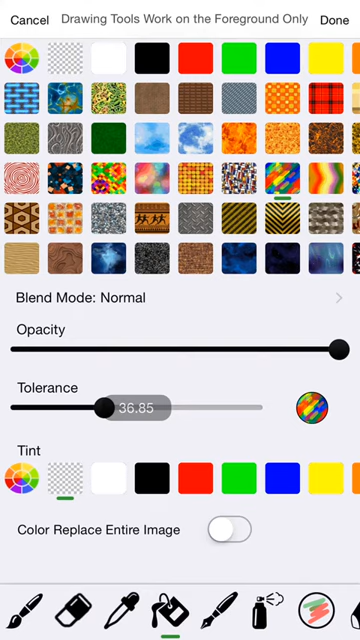 Cancel Drawing Tools Work on the Foreground Only Done
Blend Mode: Normal
Opacity
Tolerance
36.85
Tint
Color Replace Entire Image